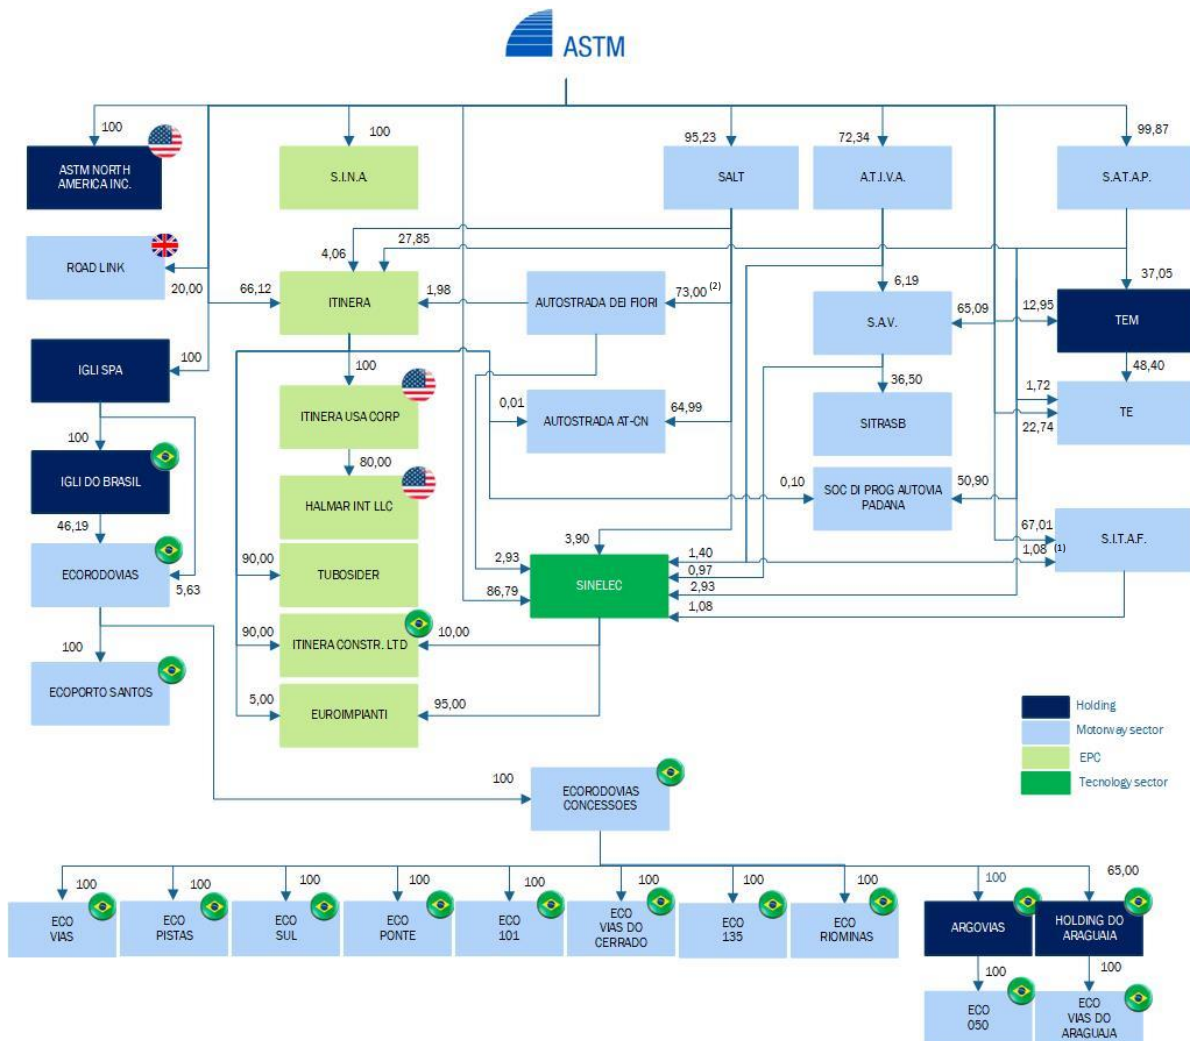 ASTM
100
100
95,23
72,34
99,87
ASTM NORTH
AMERICA INC.
S.I.N.A.
SALT
A.T.I.V.A.
S.A.T.A.P.
ROAD LINK
20,00
4,06
27,85
37,05
66,12
ITINERA
1,98
AUTOSTRADA DEI FIORI
73,00 (2)
6,19
S.A.V.
65,09
12,95
TEM
IGLI SPA
100
100
48,40
ITINERA USA CORP
0,01
AUTOSTRADA AT-CN
64,99
36,50
SITRASB
1,72
TE
22,74
100
IGLI DO BRASIL
80,00
HALMAR INT LLC
0,10
SOC DI PROG AUTOVIA
PADANA
50,90
46,19
ECORODOVIAS
5,63
90,00
TUBOSIDER
3,90
2,93
SINELEC
86,79
1,40
0,97
2,93
1,08
67,01
1,08 (1)
S.I.T.A.F.
90,00
ITINERA CONSTR. LTD
10,00
100
ECOPORTO SANTOS
5,00
EUROIMPIANTI
95,00
Holding
Motorway sector
EPC
Tecnology sector
100
ECORODOVIAS
CONCESSOES
100
100
100
100
100
100
100
100
100
65,00
ECO
VIAS
ECO
PISTAS
ECO
SUL
ECO
PONTE
ECO
101
ECO
VIAS DO
CERRADO
ECO
135
ECO
RIOMINAS
ARGOVIAS
HOLDING DO
ARAGUAIA
100
100
ECO
050
ECO
VIAS DO
ARAGUAJA